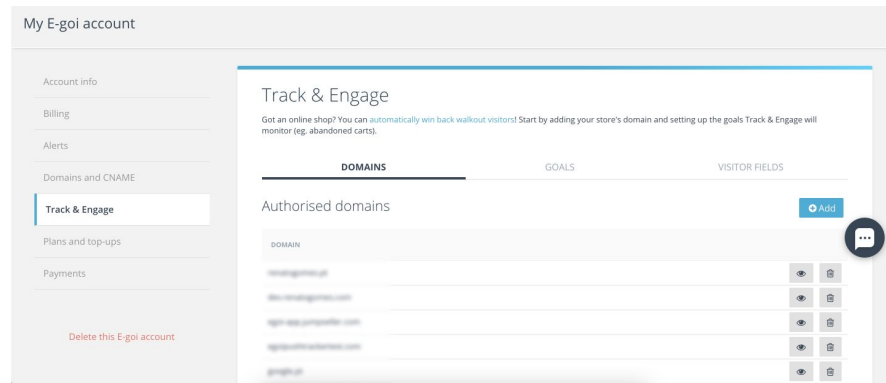 My E-goi account
Account info
Billing
Alerts
Domains and CNAME
Track & Engage
Plans and top-ups
Payments
Delete this E-goi account
Track & Engage
Got an online shop? You can automatically win back walkout visitors! Start by adding your store's domain and setting up the goals Track & Engage will
monitor (eg. abandoned carts).
DOMAINS GOALS VISITOR FIELDS
Authorised domains
Add
DOMAIN